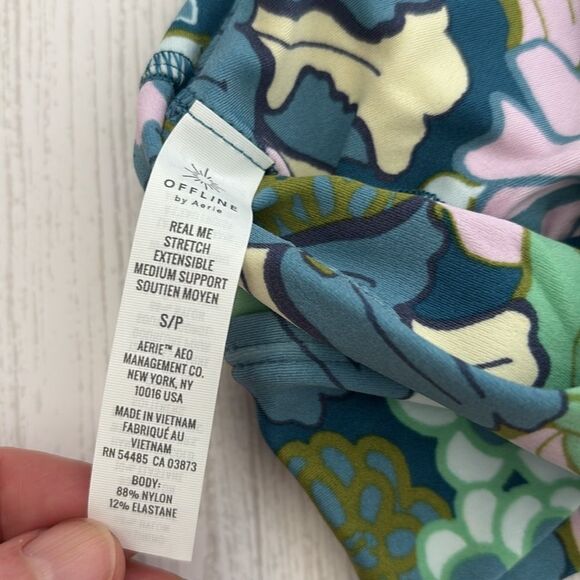 OFFLINE
by Aerie
REAL ME
STRETCH
EXTENSIBLE
MEDIUM SUPPORT
SOUTIEN MOYEN
S/P
AERIE™ AEO
MANAGEMENT CO.
NEW YORK, NY
10016 USA
MADE IN VIETNAM
FABRIQUÉ AU
VIETNAM
RN 54485 CA 03873
BODY:
88% NYLON
12% ELASTANE